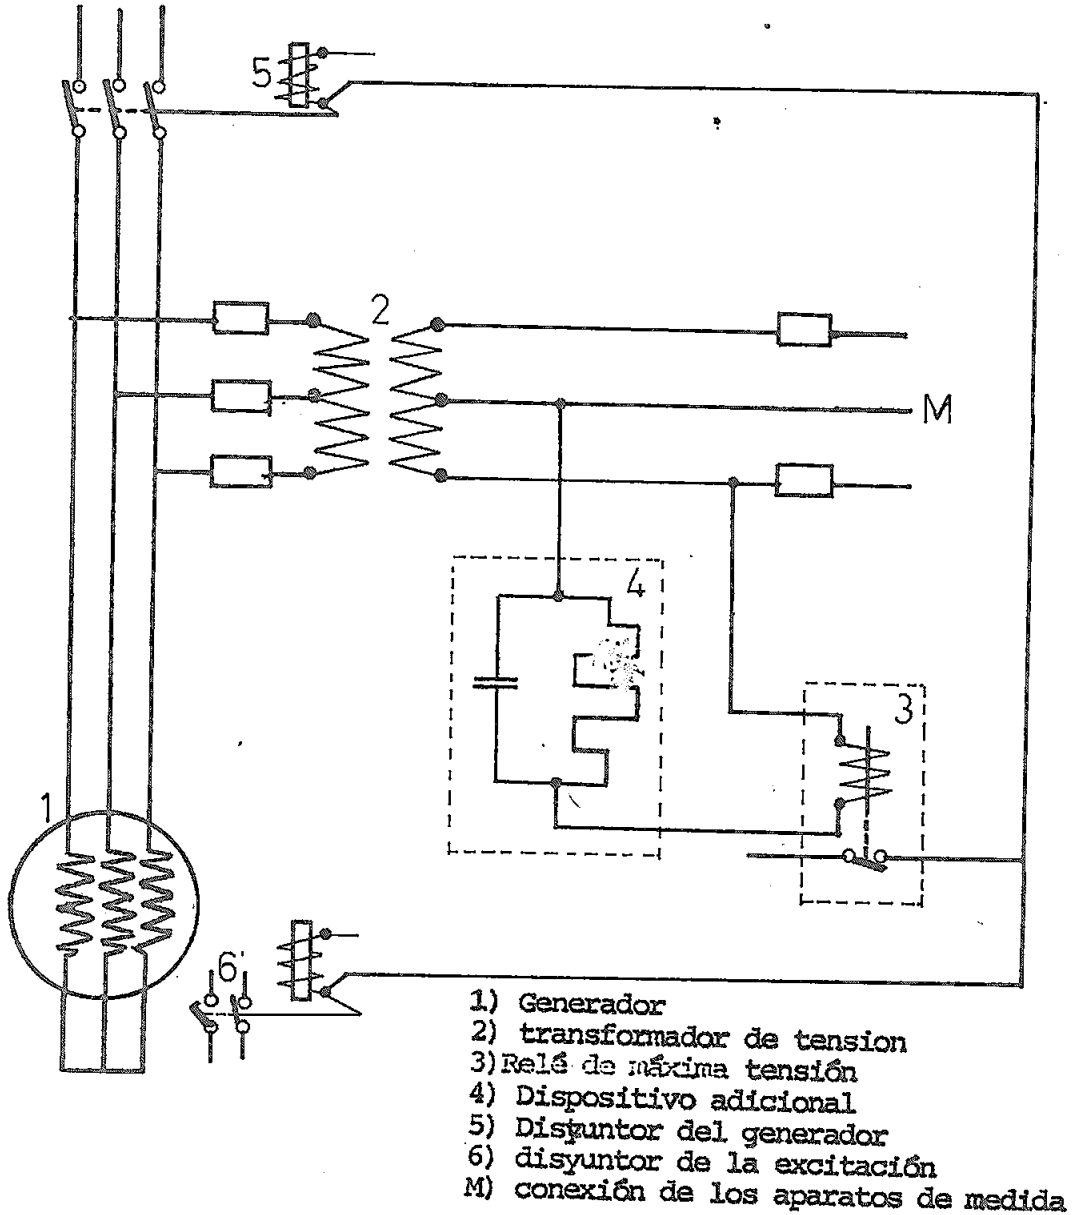 5
2
M
4
3
1
6
1) Generador
2) transformador de tension
3) Relé de máxima tensión
4) Dispositivo adicional
5) Disyuntor del generador
6) disyuntor de la excitación
M) conexión de los aparatos de medida